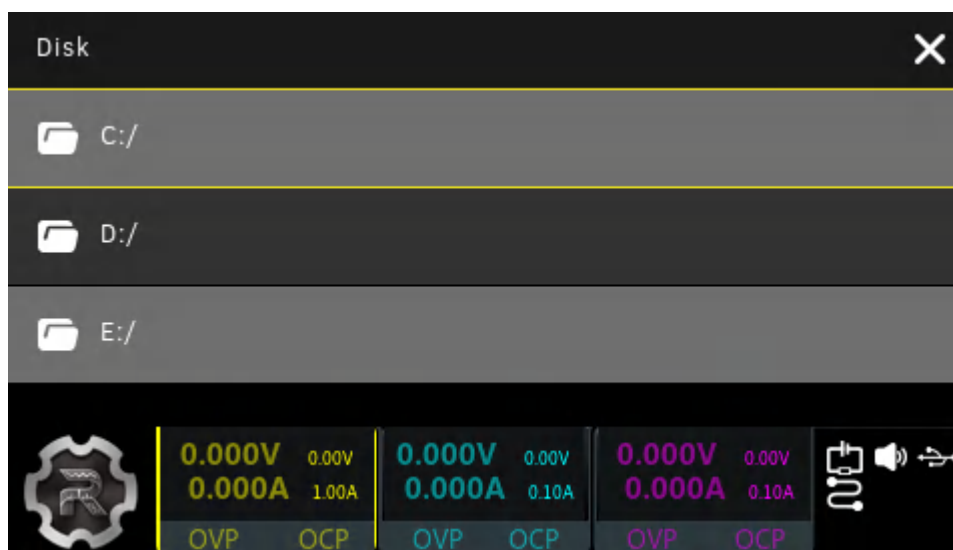 Disk
C:/
D:/
E:/
0.000V 0.00V 0.000V 0.00V 0.000V 0.00V
0.000A 1.00A 0.000A 0.10A 0.000A 0.10A
OVP OCP OVP OCP OVP OCP
R